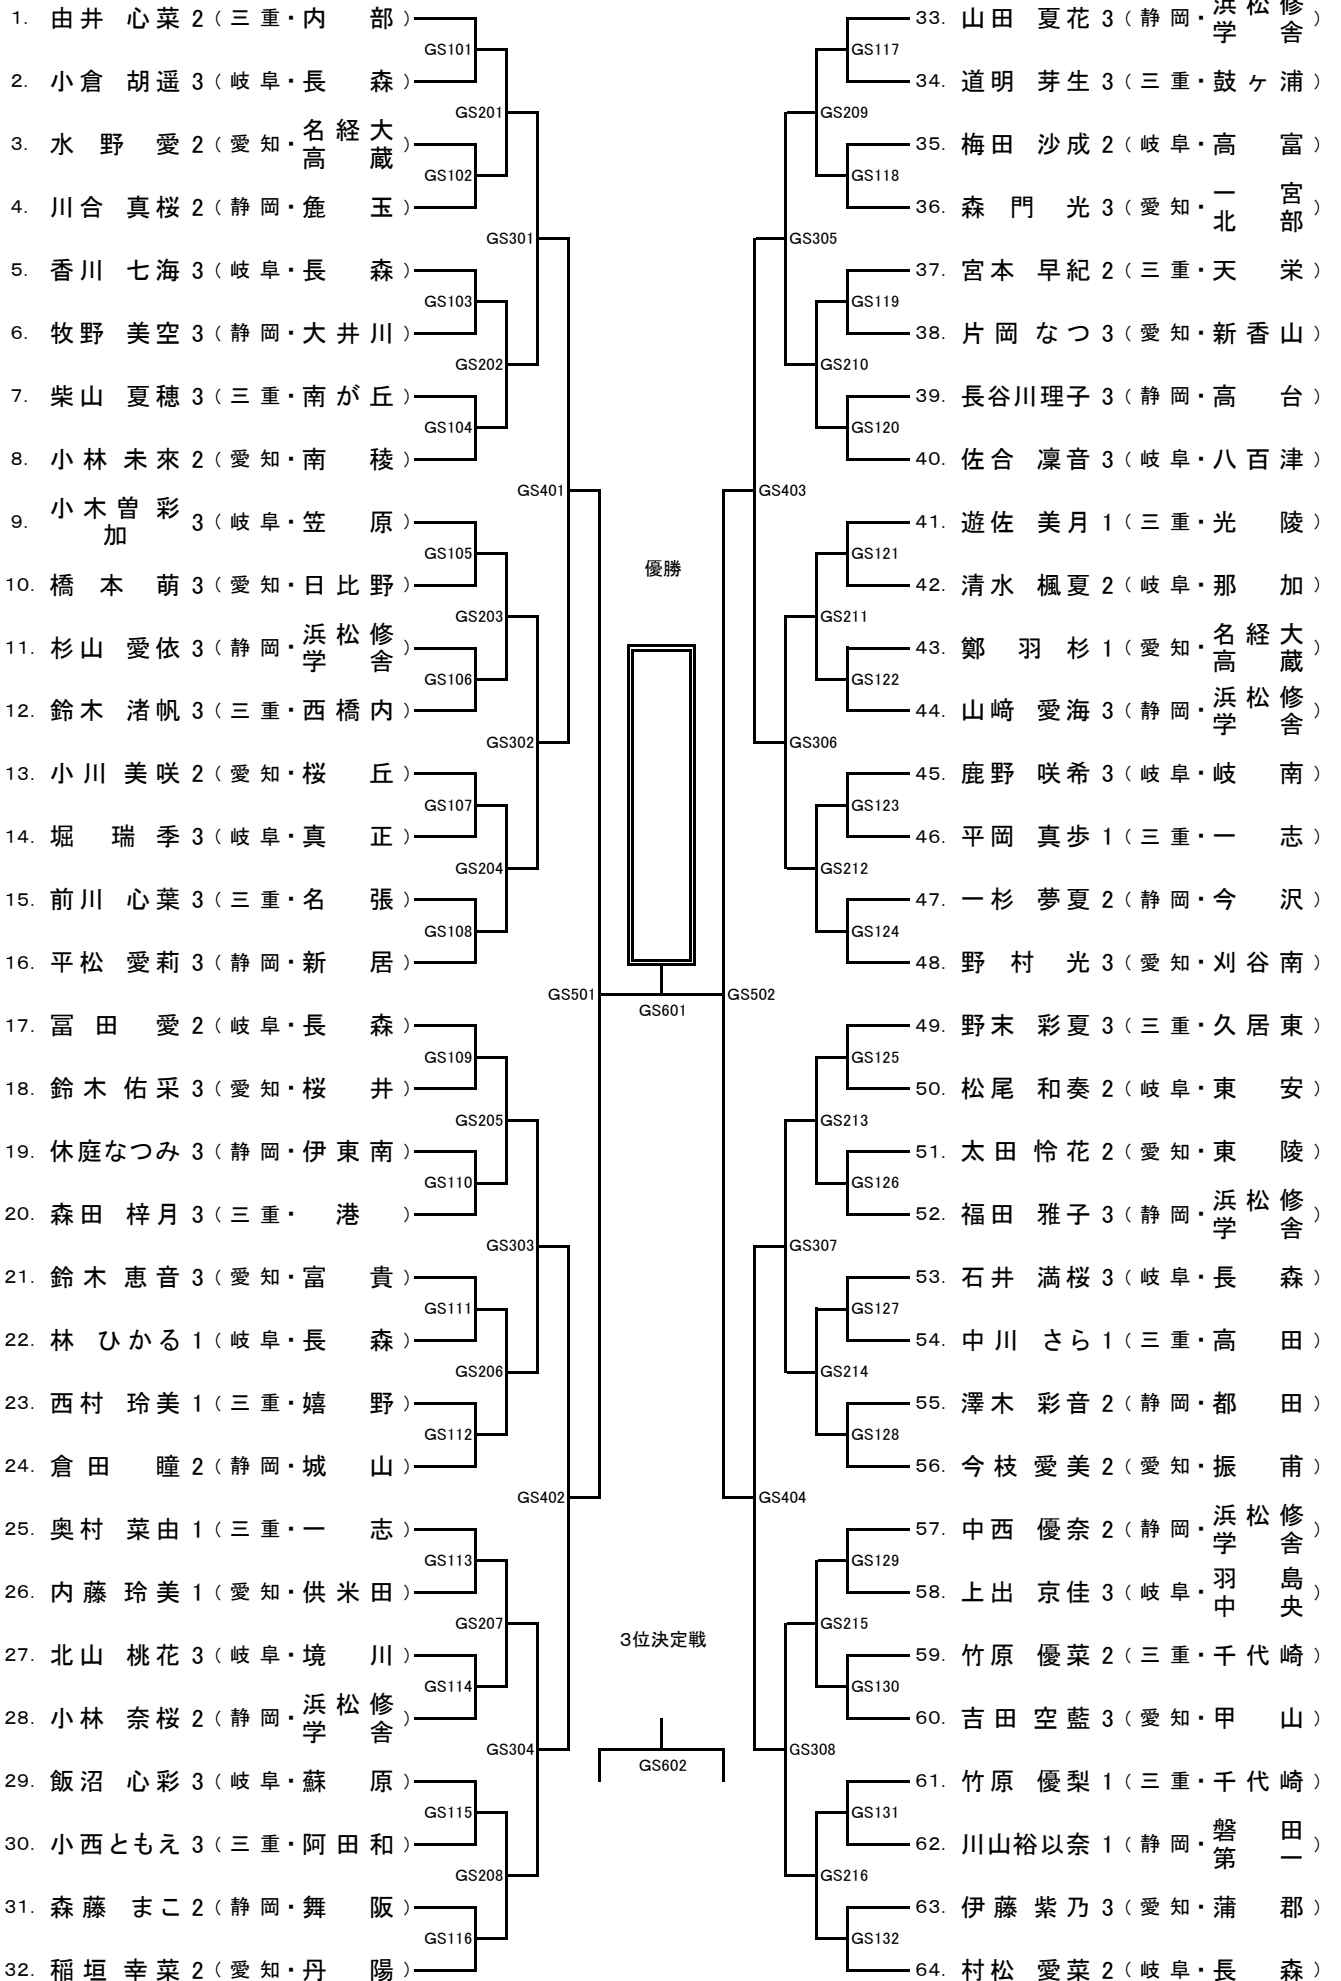 1. 由井 心菜 2（三重・内部）
GS101
2. 小倉 胡遥 3（岐阜・長森）
GS201
3. 水野 愛 2（愛知・名経大高蔵）
GS102
4. 川合 真桜 2（静岡・麁玉）
GS301
5. 香川 七海 3（岐阜・長森）
GS103
6. 牧野 美空 3（静岡・大井川）
GS202
7. 柴山 夏穂 3（三重・南が丘）
GS104
8. 小林 未來 2（愛知・南稜）
GS401
9. 小木曽 彩加 3（岐阜・笠原）
GS105
10. 橋本 萌 3（愛知・日比野）
GS203
11. 杉山 愛依 3（静岡・浜松修学舎）
GS106
12. 鈴木 渚帆 3（三重・西橋内）
GS302
13. 小川 美咲 2（愛知・桜丘）
GS107
14. 堀 瑞季 3（岐阜・真正）
GS204
15. 前川 心葉 3（三重・名張）
GS108
16. 平松 愛莉 3（静岡・新居）
GS501
17. 冨田 愛 2（岐阜・長森）
GS109
18. 鈴木 佑采 3（愛知・桜井）
GS205
19. 休庭なつみ 3（静岡・伊東南）
GS110
20. 森田 梓月 3（三重・港）
GS303
21. 鈴木 恵音 3（愛知・富貴）
GS111
22. 林 ひかる 1（岐阜・長森）
GS206
23. 西村 玲美 1（三重・嬉野）
GS112
24. 倉田 瞳 2（静岡・城山）
GS402
25. 奥村 菜由 1（三重・一志）
GS113
26. 内藤 玲美 1（愛知・供米田）
GS207
27. 北山 桃花 3（岐阜・境川）
GS114
28. 小林 奈桜 2（静岡・浜松修学舎）
GS304
29. 飯沼 心彩 3（岐阜・蘇原）
GS115
30. 小西ともえ 3（三重・阿田和）
GS208
31. 森藤 まこ 2（静岡・舞阪）
GS116
32. 稲垣 幸菜 2（愛知・丹陽）
優勝
GS601
3位決定戦
GS602
33. 山田 夏花 3（静岡・浜松修学舎）
GS117
34. 道明 芽生 3（三重・鼓ヶ浦）
GS209
35. 梅田 沙成 2（岐阜・高富）
GS118
36. 森門 光 3（愛知・一宮北部）
GS305
37. 宮本 早紀 2（三重・天栄）
GS119
38. 片岡 なつ 3（愛知・新香山）
GS210
39. 長谷川理子 3（静岡・高台）
GS120
40. 佐合 凜音 3（岐阜・八百津）
GS403
41. 遊佐 美月 1（三重・光陵）
GS121
42. 清水 楓夏 2（岐阜・那加）
GS211
43. 鄭 羽杉 1（愛知・名経大高蔵）
GS122
44. 山﨑 愛海 3（静岡・浜松修学舎）
GS306
45. 鹿野 咲希 3（岐阜・岐南）
GS123
46. 平岡 真歩 1（三重・一志）
GS212
47. 一杉 夢夏 2（静岡・今沢）
GS124
48. 野村 光 3（愛知・刈谷南）
GS502
49. 野末 彩夏 3（三重・久居東）
GS125
50. 松尾 和奏 2（岐阜・東安）
GS213
51. 太田 怜花 2（愛知・東陵）
GS126
52. 福田 雅子 3（静岡・浜松修学舎）
GS307
53. 石井 満桜 3（岐阜・長森）
GS127
54. 中川 さら 1（三重・高田）
GS214
55. 澤木 彩音 2（静岡・都田）
GS128
56. 今枝 愛美 2（愛知・振甫）
GS404
57. 中西 優奈 2（静岡・浜松修学舎）
GS129
58. 上出 京佳 3（岐阜・羽島中央）
GS215
59. 竹原 優菜 2（三重・千代崎）
GS130
60. 吉田 空藍 3（愛知・甲山）
GS308
61. 竹原 優梨 1（三重・千代崎）
GS131
62. 川山裕以奈 1（静岡・磐田第一）
GS216
63. 伊藤 紫乃 3（愛知・蒲郡）
GS132
64. 村松 愛菜 2（岐阜・長森）